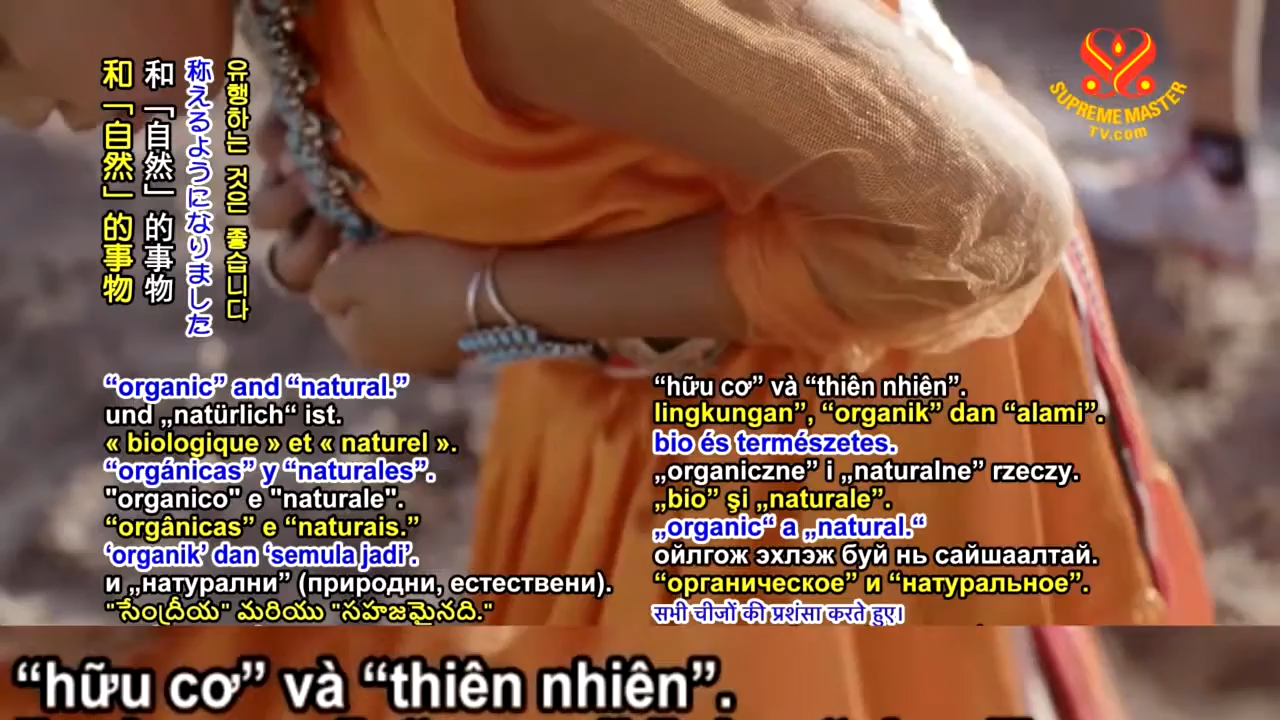 유행하는 것은 좋습니다
称えるようになりました
和「自然」的事物
和「自然」的事物
SUPREME MASTER
TV.com
“organic” and “natural.”
und „natürlich“ ist.
« biologique » et « naturel ».
“orgánicas” y “naturales”.
"organico" e "naturale".
“orgânicas” e “naturais.”
‘organik’ dan ‘semula jadi’.
и „натурални” (природни, естествени).
"సేంద్రీయ" మరియు "సహజమైనది."
“hữu cơ” và “thiên nhiên”.
lingkungan”, “organik” dan “alami”.
bio és természetes.
„organiczne” i „naturalne” rzeczy.
„bio” şi „naturale”.
„organic“ a „natural.“
ойлгож эхлэж буй нь сайшаалтай.
“органическое” и “натуральное”.
सभी चीजों की प्रशंसा करते हुए।
“hữu cơ” và “thiên nhiên”.